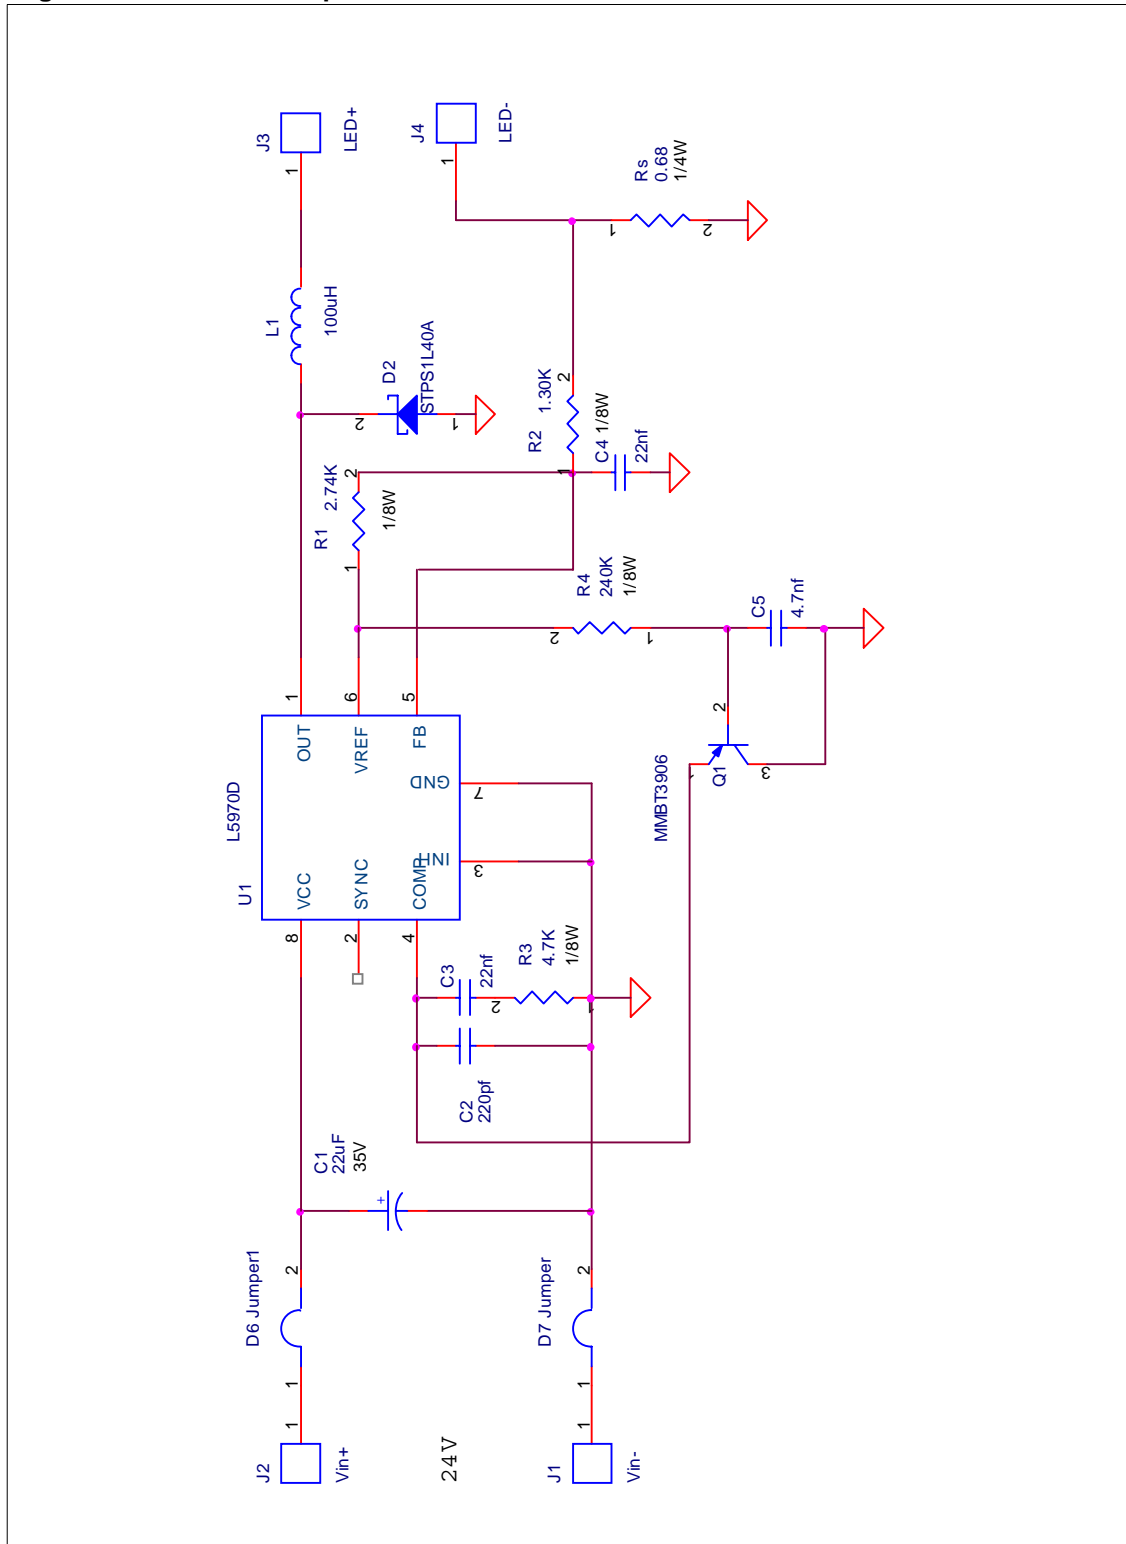 J3
LED+
1
J4
LED-
1
Rs
0.68
1/4W
1
2
L1
100uH
D2
STPS1L40A
2
1
R2
1.30K
1/8W
2
1
C4
22nf
R1
2.74K
1/8W
2
1
R4
240K
1/8W
2
1
C5
4.7nf
MMBT3906
Q1
1
2
3
U1
L5970D
OUT
1
VREF
6
FB
5
GND
7
INH
3
VCC
8
SYNC
2
COMP
4
C3
22nf
R3
4.7K
1/8W
2
1
C2
220pf
C1
22uF
35V
+
D6 Jumper1
2
1
D7 Jumper
2
1
J2
Vin+
1
24V
J1
Vin-
1